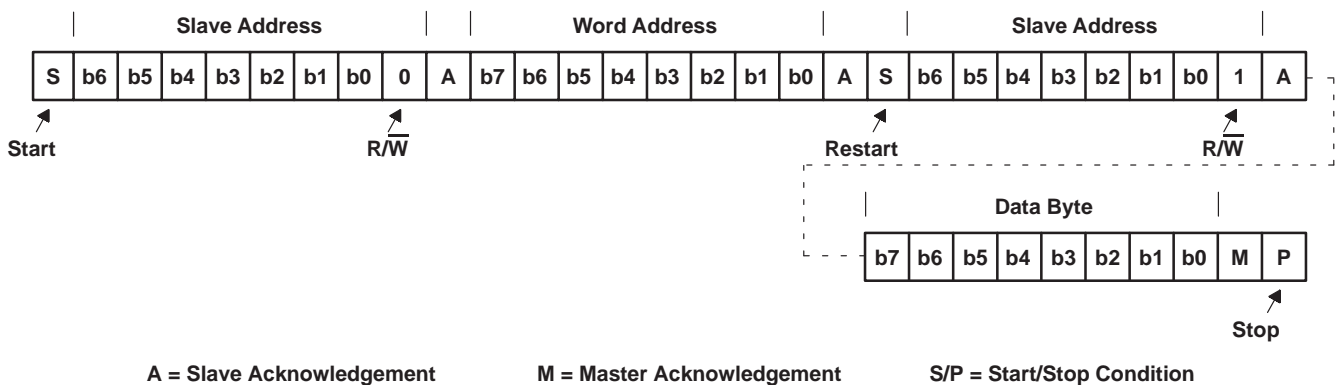 Slave Address Word Address Slave Address
S b6 b5 b4 b3 b2 b1 b0 0 A b7 b6 b5 b4 b3 b2 b1 b0 A S b6 b5 b4 b3 b2 b1 b0 1 A
Start R/W̅ Restart R/W̅
Data Byte
b7 b6 b5 b4 b3 b2 b1 b0 M P
Stop
A = Slave Acknowledgement M = Master Acknowledgement S/P = Start/Stop Condition